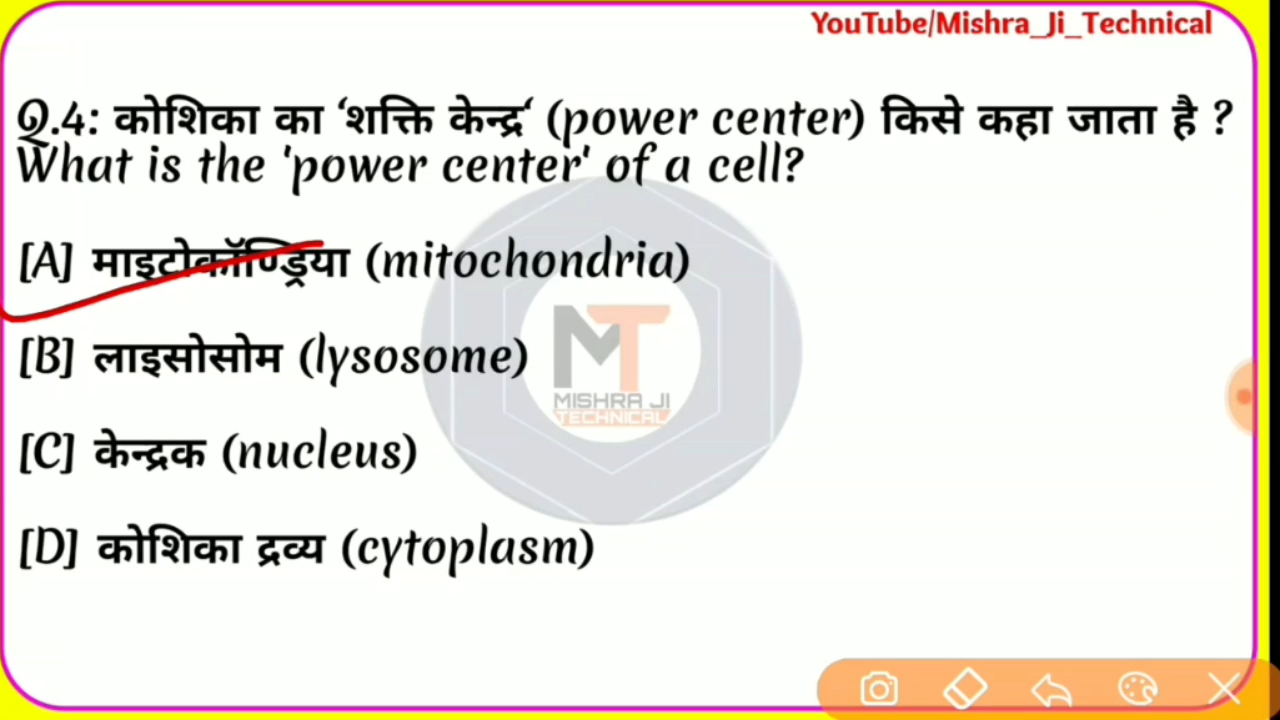 YouTube/Mishra_Ji_Technical
Q.4: कोशिका का ‘शक्ति केन्द्र‘ (power center) किसे कहा जाता है ?
What is the 'power center' of a cell?
[A] माइटोकॉण्ड्रिया (mitochondria)
[B] लाइसोसोम (lysosome)
MT
MISHRA JI
TECHNICAL
[C] केन्द्रक (nucleus)
[D] कोशिका द्रव्य (cytoplasm)